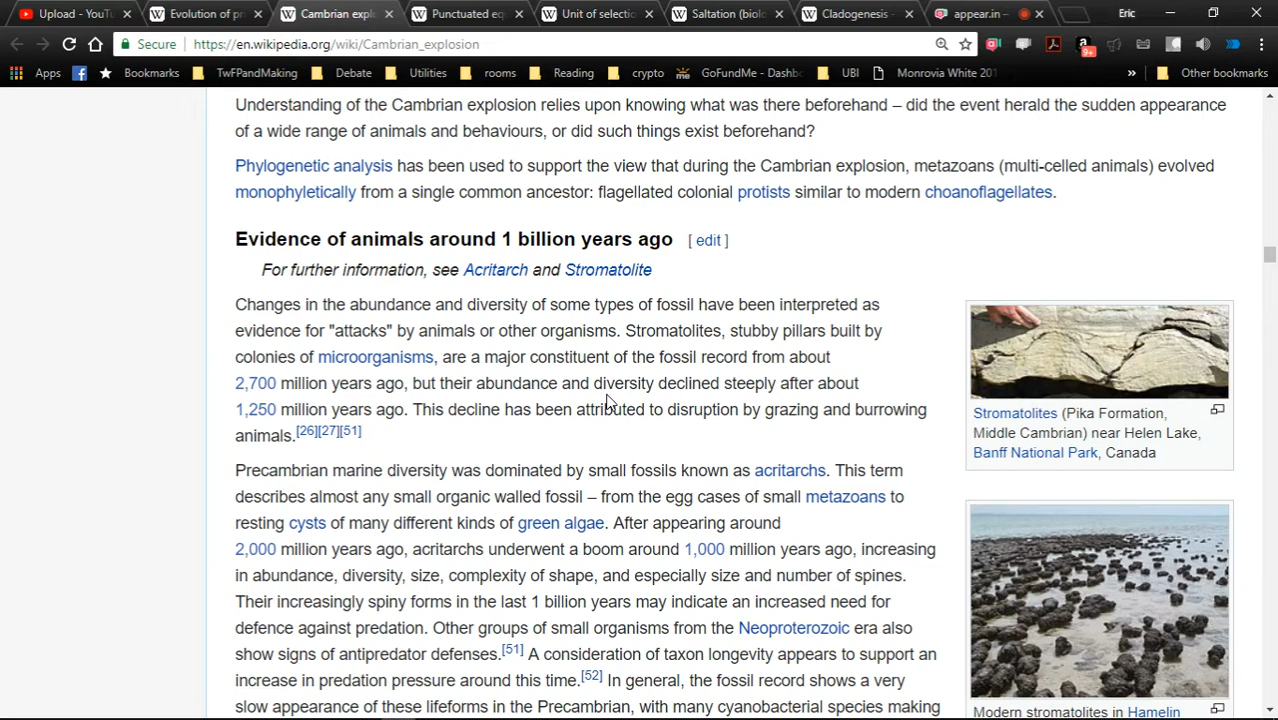 Upload - YouTu
Evolution of pr
Cambrian explo
Punctuated eq
Unit of selectio
Saltation (biolo
Cladogenesis -
appear.in –
Eric
Secure
https://en.wikipedia.org/wiki/Cambrian_explosion
9+
Apps
Bookmarks
TwFPandMaking
Debate
Utilities
rooms
Reading
crypto
me
GoFundMe - Dashbo
UBI
Monrovia White 201
»
Other bookmarks
Understanding of the Cambrian explosion relies upon knowing what was there beforehand – did the event herald the sudden appearance
of a wide range of animals and behaviours, or did such things exist beforehand?
Phylogenetic analysis has been used to support the view that during the Cambrian explosion, metazoans (multi-celled animals) evolved
monophyletically from a single common ancestor: flagellated colonial protists similar to modern choanoflagellates.
Evidence of animals around 1 billion years ago [ edit ]
For further information, see Acritarch and Stromatolite
Changes in the abundance and diversity of some types of fossil have been interpreted as
evidence for "attacks" by animals or other organisms. Stromatolites, stubby pillars built by
colonies of microorganisms, are a major constituent of the fossil record from about
2,700 million years ago, but their abundance and diversity declined steeply after about
1,250 million years ago. This decline has been attributed to disruption by grazing and burrowing
animals.[26][27][51]
Precambrian marine diversity was dominated by small fossils known as acritarchs. This term
describes almost any small organic walled fossil – from the egg cases of small metazoans to
resting cysts of many different kinds of green algae. After appearing around
2,000 million years ago, acritarchs underwent a boom around 1,000 million years ago, increasing
in abundance, diversity, size, complexity of shape, and especially size and number of spines.
Their increasingly spiny forms in the last 1 billion years may indicate an increased need for
defence against predation. Other groups of small organisms from the Neoproterozoic era also
show signs of antipredator defenses.[51] A consideration of taxon longevity appears to support an
increase in predation pressure around this time.[52] In general, the fossil record shows a very
slow appearance of these lifeforms in the Precambrian, with many cyanobacterial species making
Stromatolites (Pika Formation,
Middle Cambrian) near Helen Lake,
Banff National Park, Canada
Modern stromatolites in Hamelin